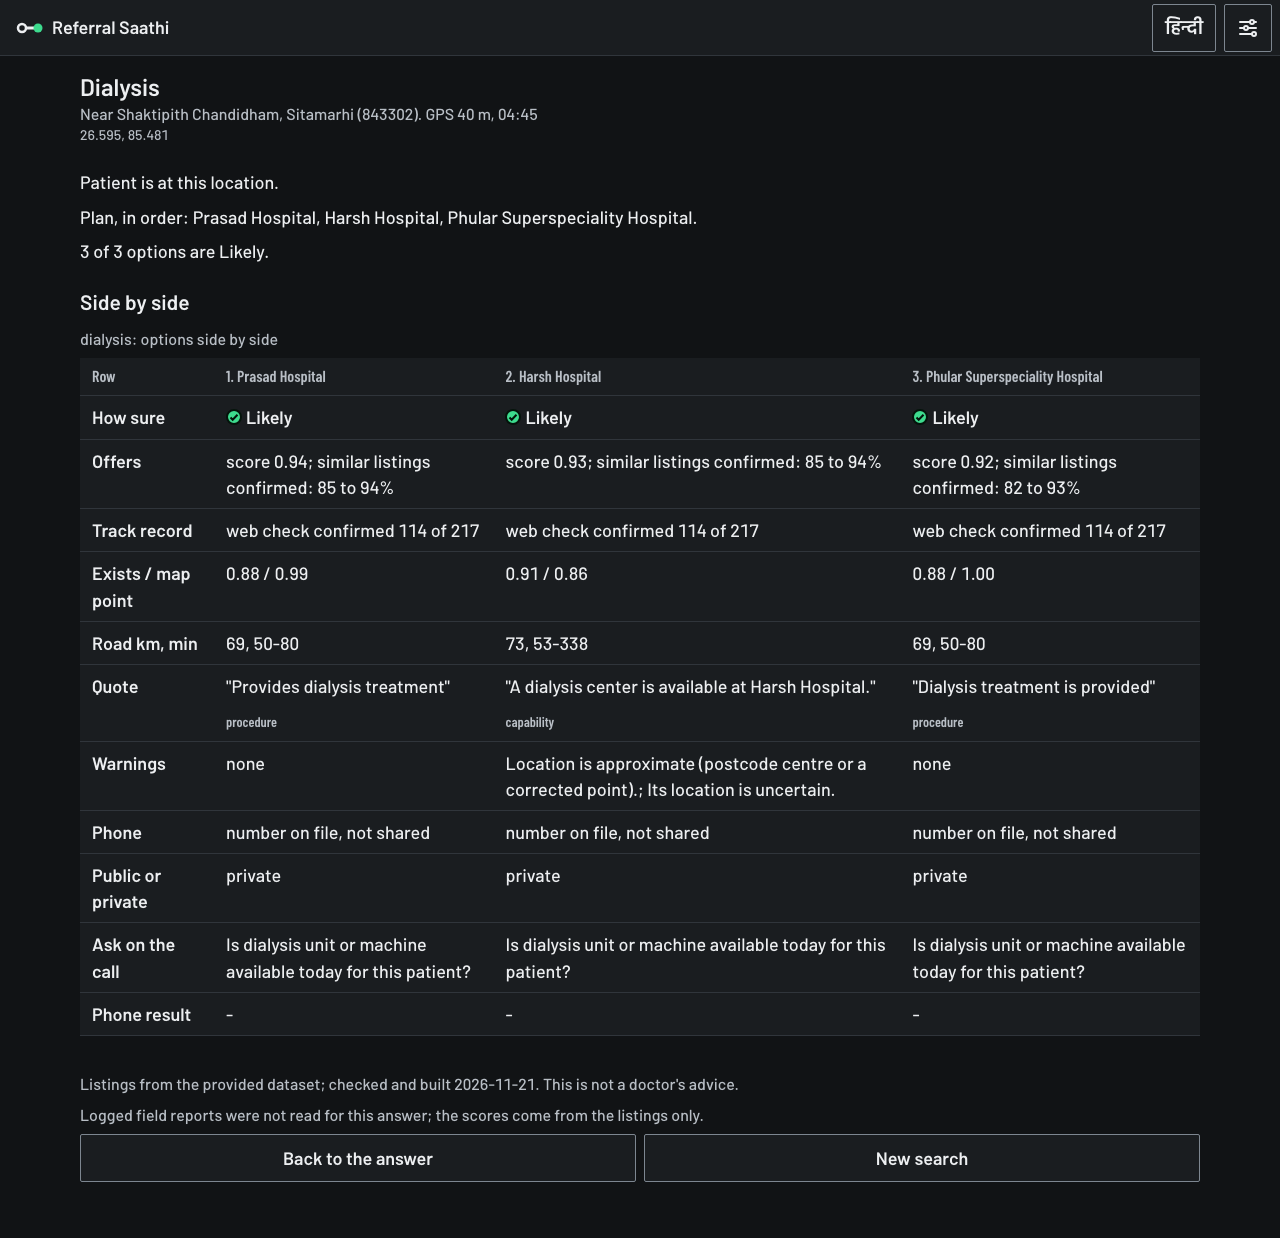 Referral Saathi
हिन्दी
Dialysis
Near Shaktipith Chandidham, Sitamarhi (843302). GPS 40 m, 04:45
26.595, 85.481
Patient is at this location.
Plan, in order: Prasad Hospital, Harsh Hospital, Phular Superspeciality Hospital.
3 of 3 options are Likely.
Side by side
dialysis: options side by side
Row 1. Prasad Hospital 2. Harsh Hospital 3. Phular Superspeciality Hospital
How sure Likely Likely Likely
Offers score 0.94; similar listings score 0.93; similar listings confirmed: 85 to 94% score 0.92; similar listings
confirmed: 85 to 94% confirmed: 82 to 93%
Track record web check confirmed 114 of 217 web check confirmed 114 of 217 web check confirmed 114 of 217
Exists / map 0.88 / 0.99 0.91 / 0.86 0.88 / 1.00
point
Road km, min 69, 50-80 73, 53-338 69, 50-80
Quote "Provides dialysis treatment" "A dialysis center is available at Harsh Hospital." "Dialysis treatment is provided"
procedure capability procedure
Warnings none Location is approximate (postcode centre or a none
corrected point).; Its location is uncertain.
Phone number on file, not shared number on file, not shared number on file, not shared
Public or private private private
private
Ask on the Is dialysis unit or machine Is dialysis unit or machine available today for this Is dialysis unit or machine available
call available today for this patient? patient? today for this patient?
Phone result - - -
Listings from the provided dataset; checked and built 2026-11-21. This is not a doctor's advice.
Logged field reports were not read for this answer; the scores come from the listings only.
Back to the answer New search